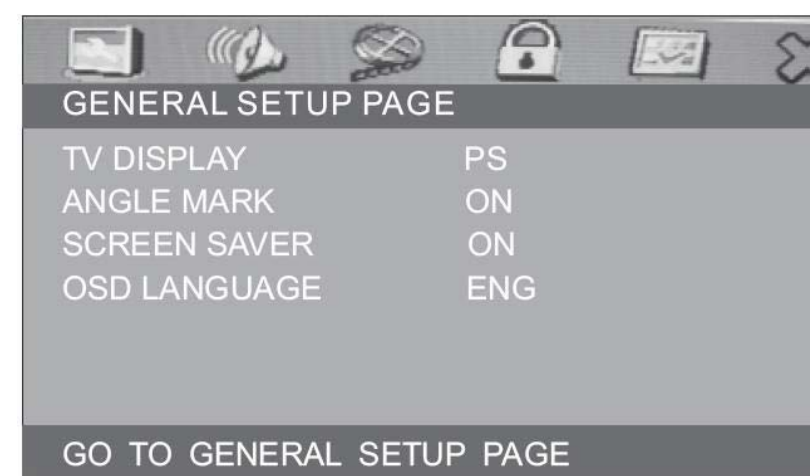 GENERAL SETUP PAGE
TV DISPLAY PS
ANGLE MARK ON
SCREEN SAVER ON
OSD LANGUAGE ENG
GO TO GENERAL SETUP PAGE